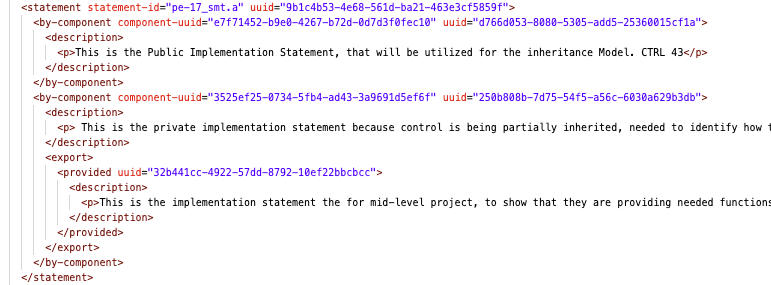 <statement statement-id="pe-17_smt.a" uuid="9b1c4b53-4e68-561d-ba21-463e3cf5859f">
<by-component component-uuid="e7f71452-b9e0-4267-b72d-0d7d3f0fec10" uuid="d766d053-8080-5305-add5-25360015cf1a">
<description>
<p>This is the Public Implementation Statement, that will be utilized for the inheritance Model. CTRL 43</p>
</description>
</by-component>
<by-component component-uuid="3525ef25-0734-5fb4-ad43-3a9691d5ef6f" uuid="250b808b-7d75-54f5-a56c-6030a629b3db">
<description>
<p> This is the private implementation statement because control is being partially inherited, needed to identify how
</description>
<export>
<provided uuid="32b441cc-4922-57dd-8792-10ef22bbcbcc">
<description>
<p>This is the implementation statement the for mid-level project, to show that they are providing needed functions
</description>
</provided>
</export>
</by-component>
</statement>